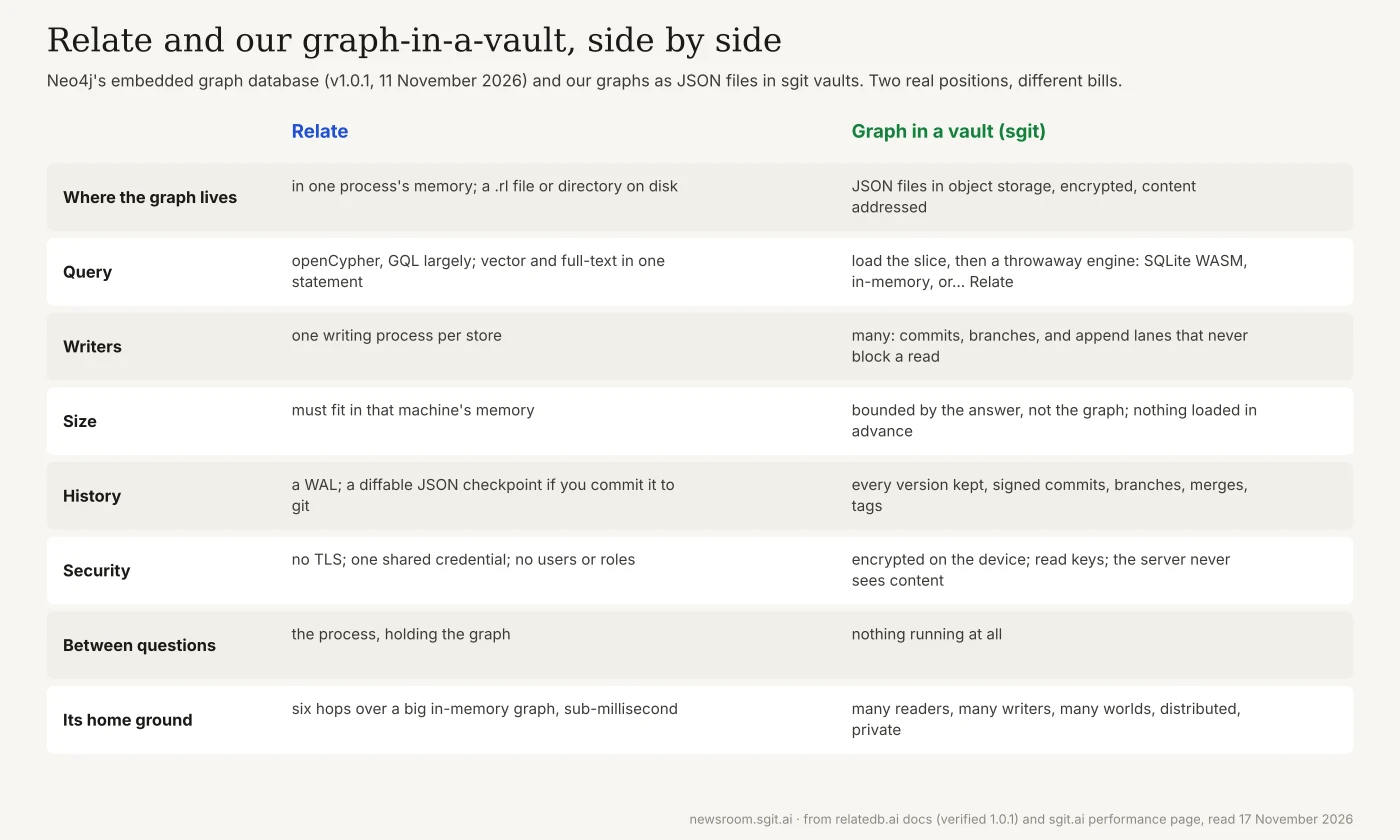 Relate and our graph-in-a-vault, side by side
Neo4j's embedded graph database (v1.0.1, 11 November 2026) and our graphs as JSON files in sgit vaults. Two real positions, different bills.
Relate
Graph in a vault (sgit)
Where the graph lives
in one process's memory; a .rl file or directory on disk
JSON files in object storage, encrypted, content
addressed
Query
openCypher, GQL largely; vector and full-text in one
statement
load the slice, then a throwaway engine: SQLite WASM,
in-memory, or... Relate
Writers
one writing process per store
many: commits, branches, and append lanes that never
block a read
Size
must fit in that machine's memory
bounded by the answer, not the graph; nothing loaded in
advance
History
a WAL; a diffable JSON checkpoint if you commit it to
git
every version kept, signed commits, branches, merges,
tags
Security
no TLS; one shared credential; no users or roles
encrypted on the device; read keys; the server never
sees content
Between questions
the process, holding the graph
nothing running at all
Its home ground
six hops over a big in-memory graph, sub-millisecond
many readers, many writers, many worlds, distributed,
private
newsroom.sgit.ai · from relatedb.ai docs (verified 1.0.1) and sgit.ai performance page, read 17 November 2026